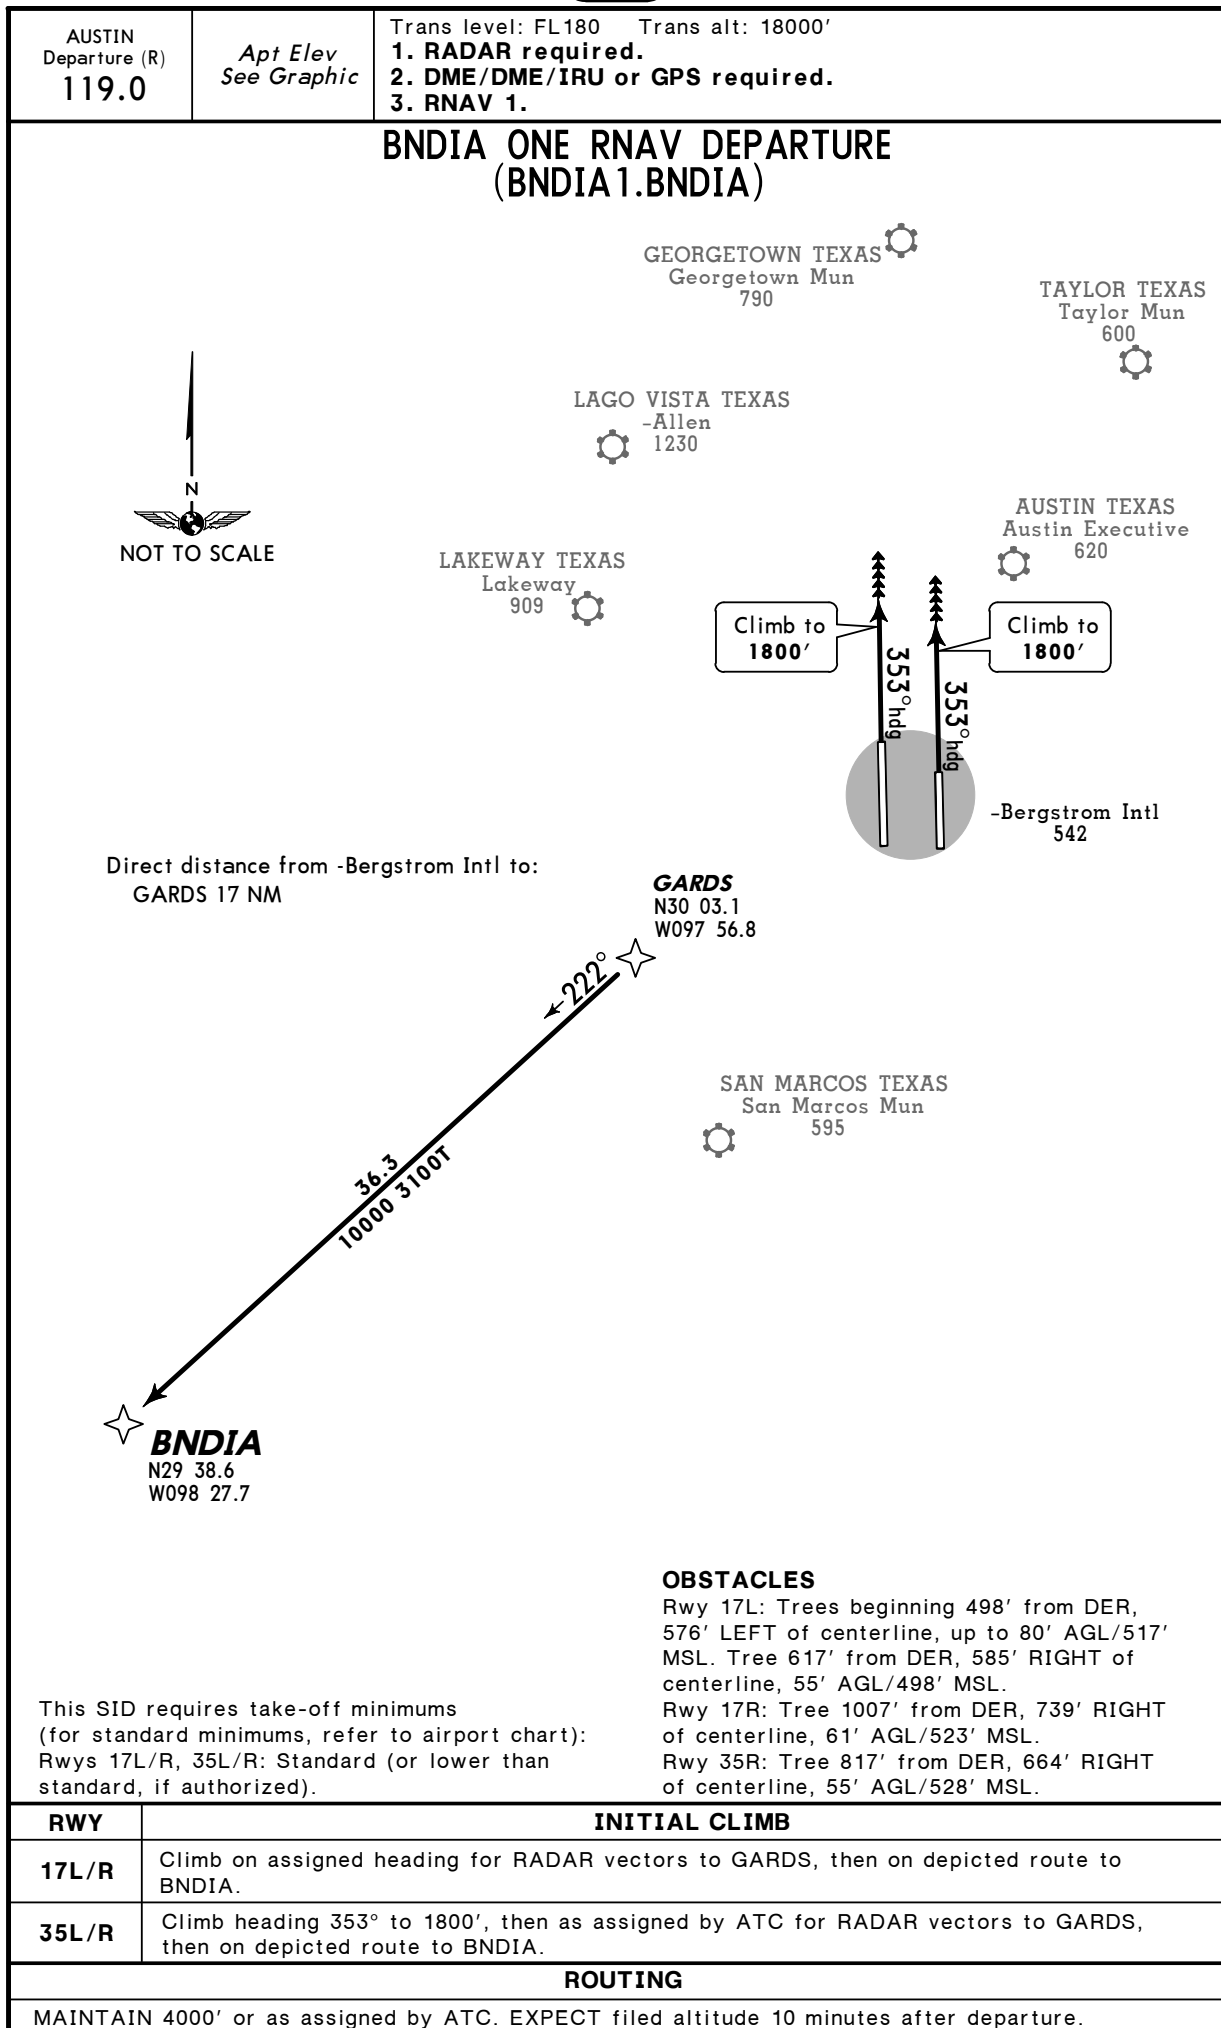 AUSTIN
Departure (R)
119.0
Apt Elev
See Graphic
Trans level: FL180 Trans alt: 18000′
1. RADAR required.
2. DME/DME/IRU or GPS required.
3. RNAV 1.
BNDIA ONE RNAV DEPARTURE
(BNDIA1.BNDIA)
GEORGETOWN TEXAS
Georgetown Mun
790
TAYLOR TEXAS
Taylor Mun
600
LAGO VISTA TEXAS
-Allen
1230
N
NOT TO SCALE
AUSTIN TEXAS
Austin Executive
620
LAKEWAY TEXAS
Lakeway
909
Climb to
1800′
Climb to
1800′
353°hdg
353°hdg
-Bergstrom Intl
542
Direct distance from -Bergstrom Intl to:
GARDS 17 NM
GARDS
N30 03.1
W097 56.8
222°
SAN MARCOS TEXAS
San Marcos Mun
595
36.3
10000 3100T
BNDIA
N29 38.6
W098 27.7
OBSTACLES
Rwy 17L: Trees beginning 498′ from DER,
576′ LEFT of centerline, up to 80′ AGL/517′
MSL. Tree 617′ from DER, 585′ RIGHT of
centerline, 55′ AGL/498′ MSL.
Rwy 17R: Tree 1007′ from DER, 739′ RIGHT
of centerline, 61′ AGL/523′ MSL.
Rwy 35R: Tree 817′ from DER, 664′ RIGHT
of centerline, 55′ AGL/528′ MSL.
This SID requires take-off minimums
(for standard minimums, refer to airport chart):
Rwys 17L/R, 35L/R: Standard (or lower than
standard, if authorized).
RWY
INITIAL CLIMB
17L/R
Climb on assigned heading for RADAR vectors to GARDS, then on depicted route to
BNDIA.
35L/R
Climb heading 353° to 1800′, then as assigned by ATC for RADAR vectors to GARDS,
then on depicted route to BNDIA.
ROUTING
MAINTAIN 4000′ or as assigned by ATC. EXPECT filed altitude 10 minutes after departure.